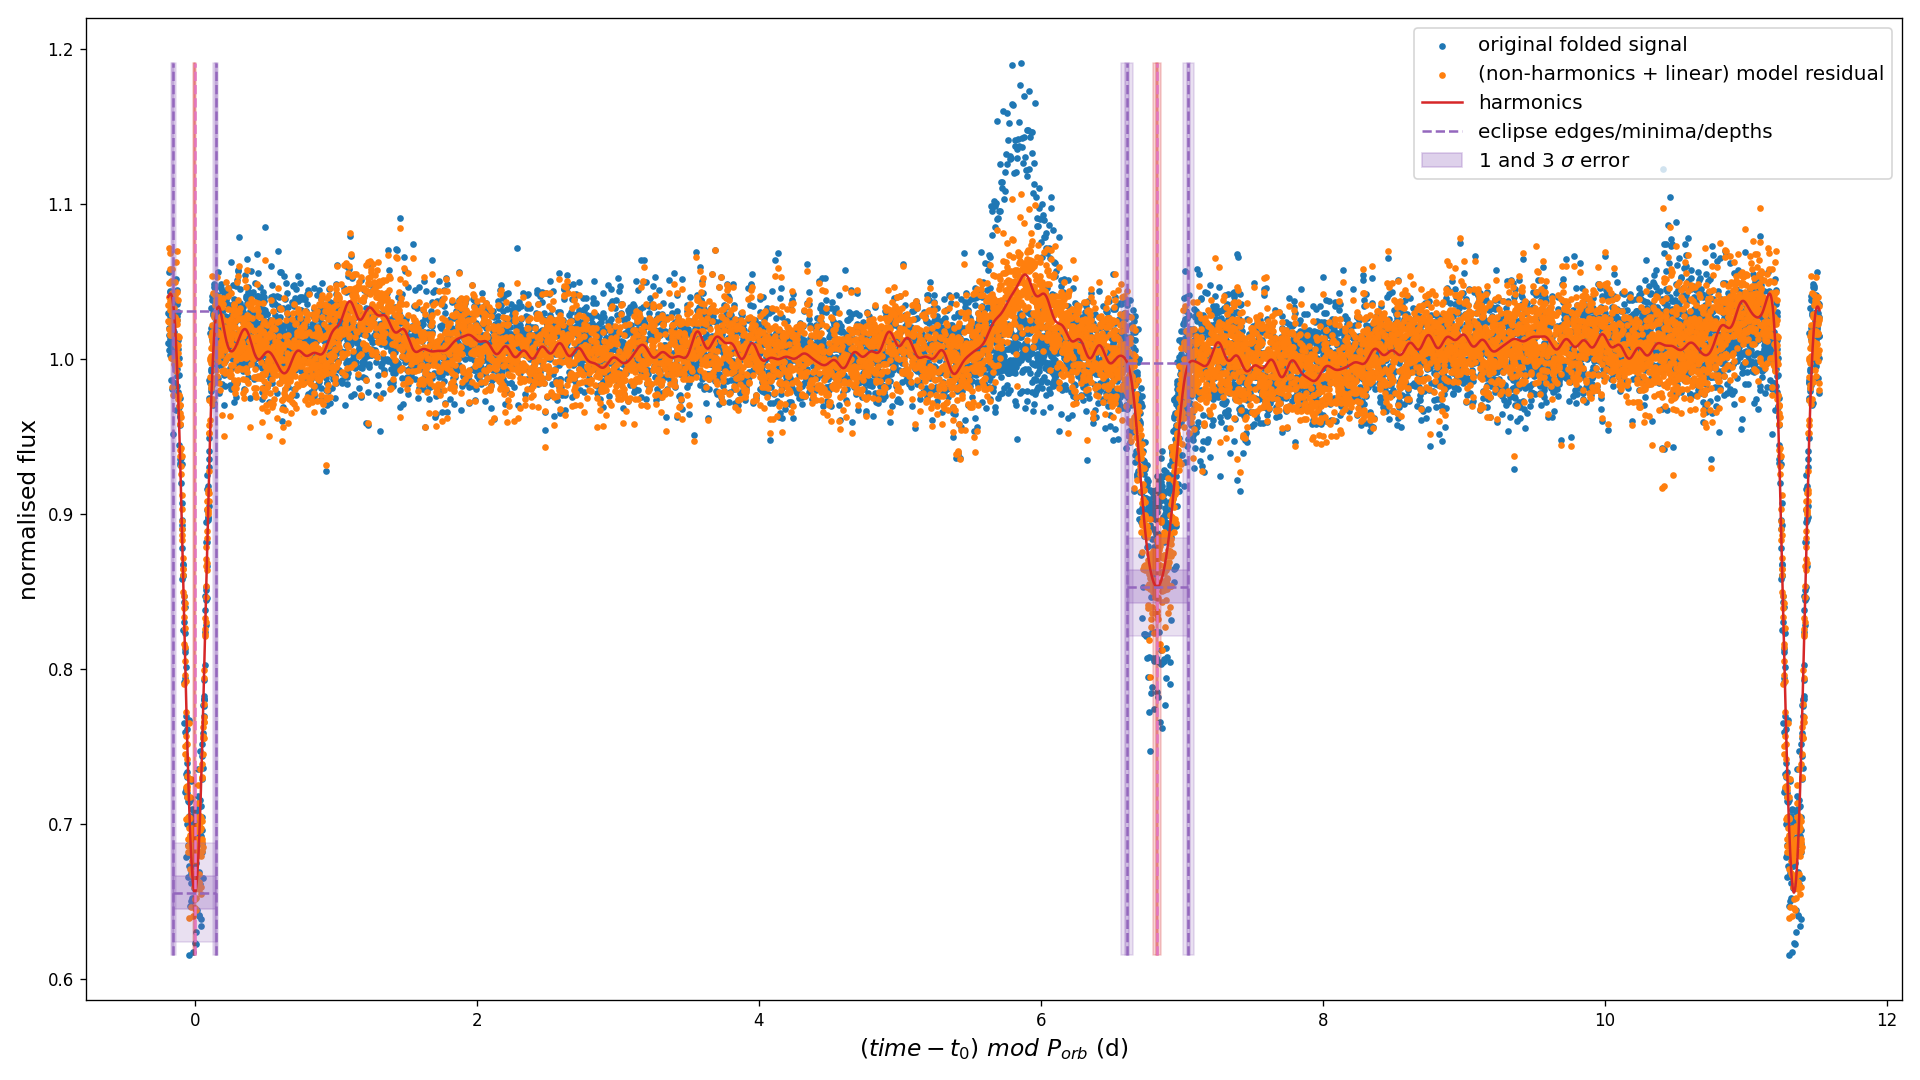 1.2
1.1
1.0
0.9
0.8
0.7
0.6
normalised flux
original folded signal
(non-harmonics + linear) model residual
harmonics
eclipse edges/minima/depths
1 and 3 σ error
0 2 4 6 8 10 12
(time − t₀) mod Pₒᵣb (d)